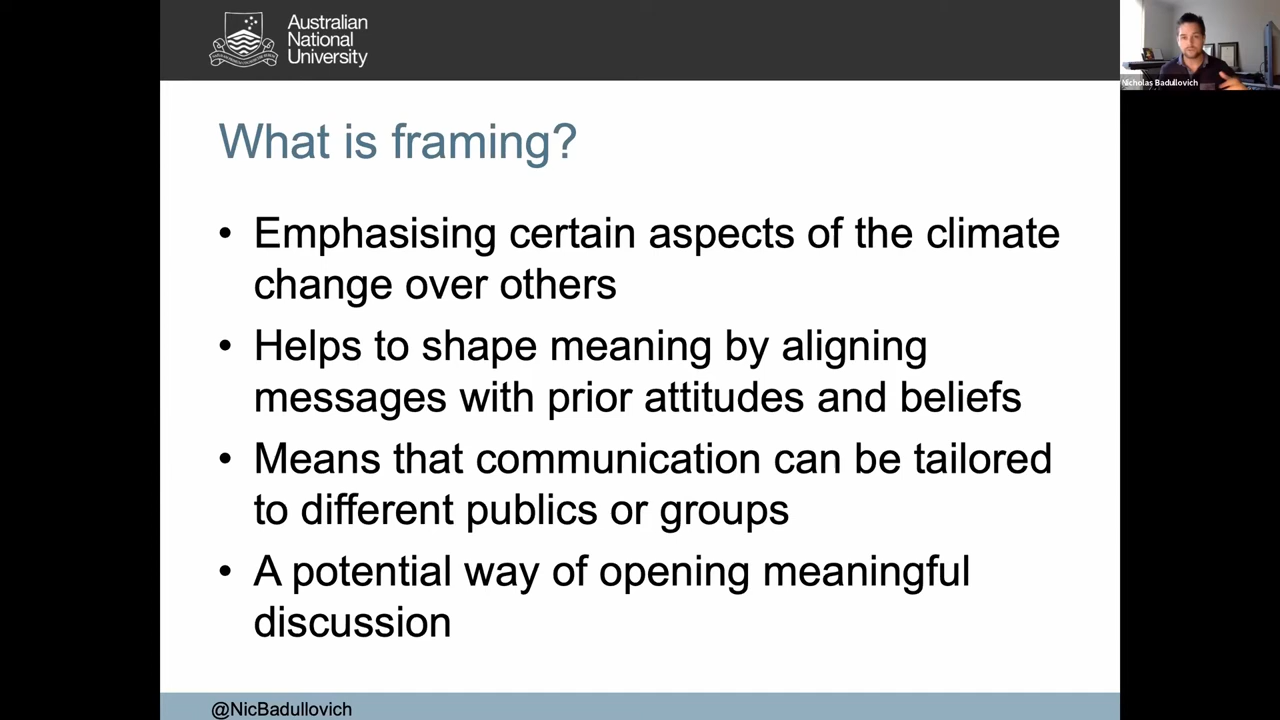 Australian
National
University
Nicholas Badullovich
What is framing?
• Emphasising certain aspects of the climate
change over others
• Helps to shape meaning by aligning
messages with prior attitudes and beliefs
• Means that communication can be tailored
to different publics or groups
• A potential way of opening meaningful
discussion
@NicBadullovich